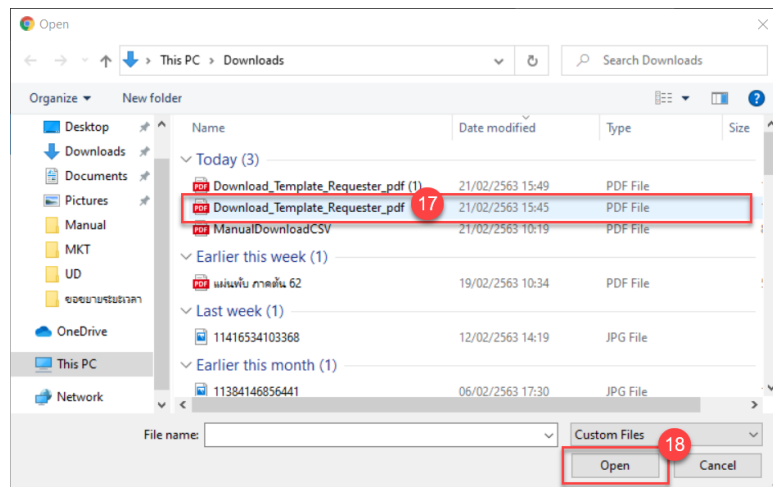 Open
This PC > Downloads
Search Downloads
Organize
New folder
Desktop
Downloads
Documents
Pictures
Manual
MKT
UD
ขอขยายระยะเวลา
OneDrive
This PC
Network
Name Date modified Type Size
Today (3)
PDF Download_Template_Requester_pdf (1) 21/02/2563 15:49 PDF File
PDF Download_Template_Requester_pdf 17 21/02/2563 15:45 PDF File
PDF ManualDownloadCSV 21/02/2563 10:19 PDF File
Earlier this week (1)
PDF แผ่นพับ ภาคต้น 62 19/02/2563 10:34 PDF File
Last week (1)
11416534103368 12/02/2563 14:19 JPG File
Earlier this month (1)
11384146856441 06/02/2563 17:30 JPG File
File name:
Custom Files
18
Open
Cancel